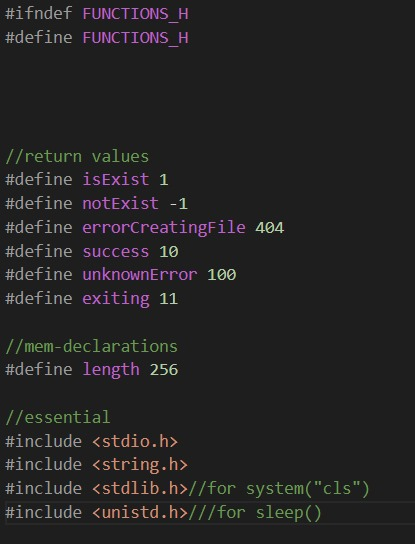 #ifndef FUNCTIONS_H
#define FUNCTIONS_H
//return values
#define isExist 1
#define notExist -1
#define errorCreatingFile 404
#define success 10
#define unknownError 100
#define exiting 11
//mem-declarations
#define length 256
//essential
#include <stdio.h>
#include <string.h>
#include <stdlib.h>//for system("cls")
#include <unistd.h>///for sleep()